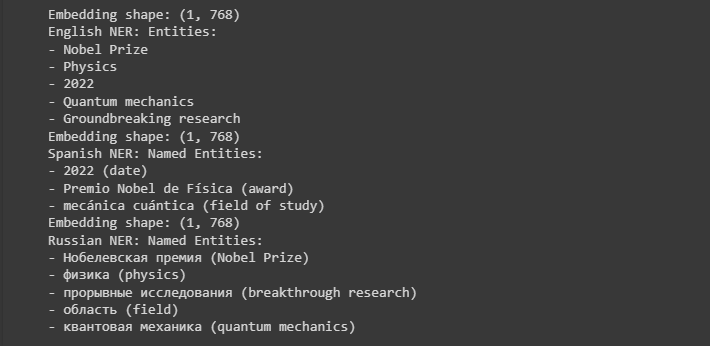 Embedding shape: (1, 768)
English NER: Entities:
- Nobel Prize
- Physics
- 2022
- Quantum mechanics
- Groundbreaking research
Embedding shape: (1, 768)
Spanish NER: Named Entities:
- 2022 (date)
- Premio Nobel de Física (award)
- mecánica cuántica (field of study)
Embedding shape: (1, 768)
Russian NER: Named Entities:
- Нобелевская премия (Nobel Prize)
- физика (physics)
- прорывные исследования (breakthrough research)
- область (field)
- квантовая механика (quantum mechanics)